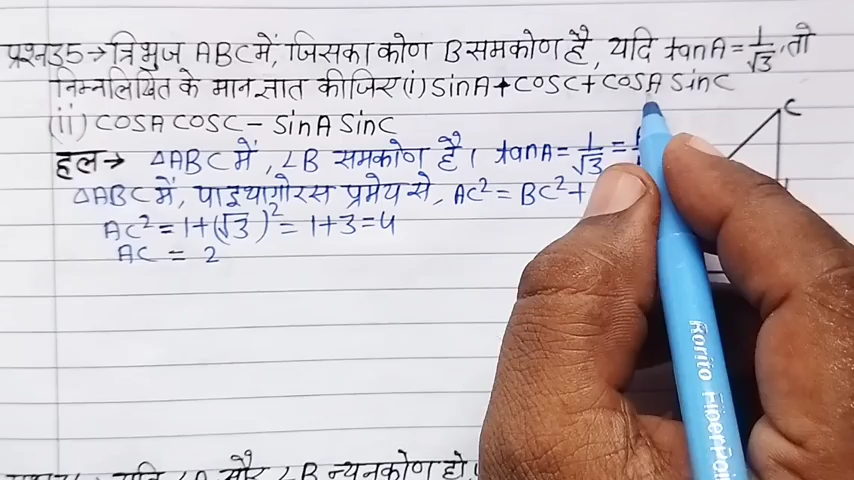 प्रश्न35→ त्रिभुज ABC में, जिसका कोण B समकोण है, यदि tanA = 1/√3, तो
निम्नलिखित के मान ज्ञात कीजिए (i) sinA + cosC + cosA sinC
(ii) cosA cosC - sinA sinC
C
हल→ △ABC में, ∠B समकोण है। tanA = 1/√3 =
△ABC में, पाइथागोरस प्रमेय से, AC² = BC² +
AC² = 1+(√3)² = 1+3=4
AC = 2
∠B न्यूनकोण हो